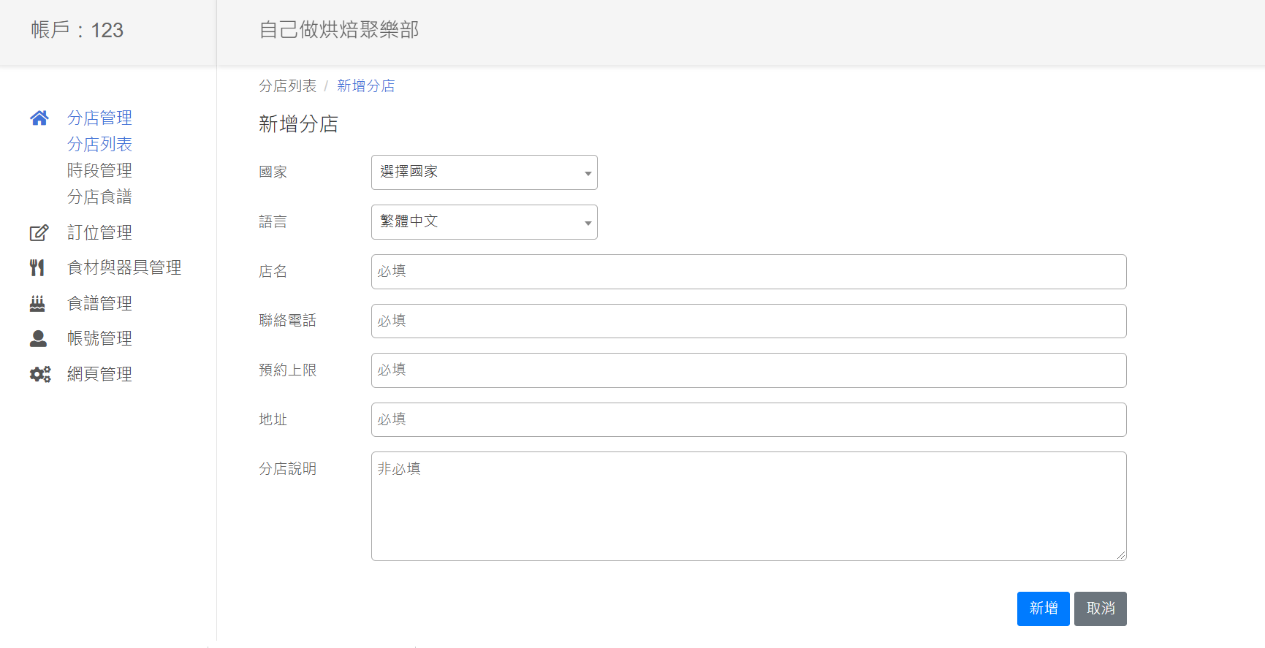 帳戶：123
自己做烘焙聚樂部
分店管理
分店列表
時段管理
分店食譜
訂位管理
食材與器具管理
食譜管理
帳號管理
網頁管理
分店列表 / 新增分店
新增分店
國家 選擇國家
語言 繁體中文
店名 必填
聯絡電話 必填
預約上限 必填
地址 必填
分店說明 非必填
新增 取消